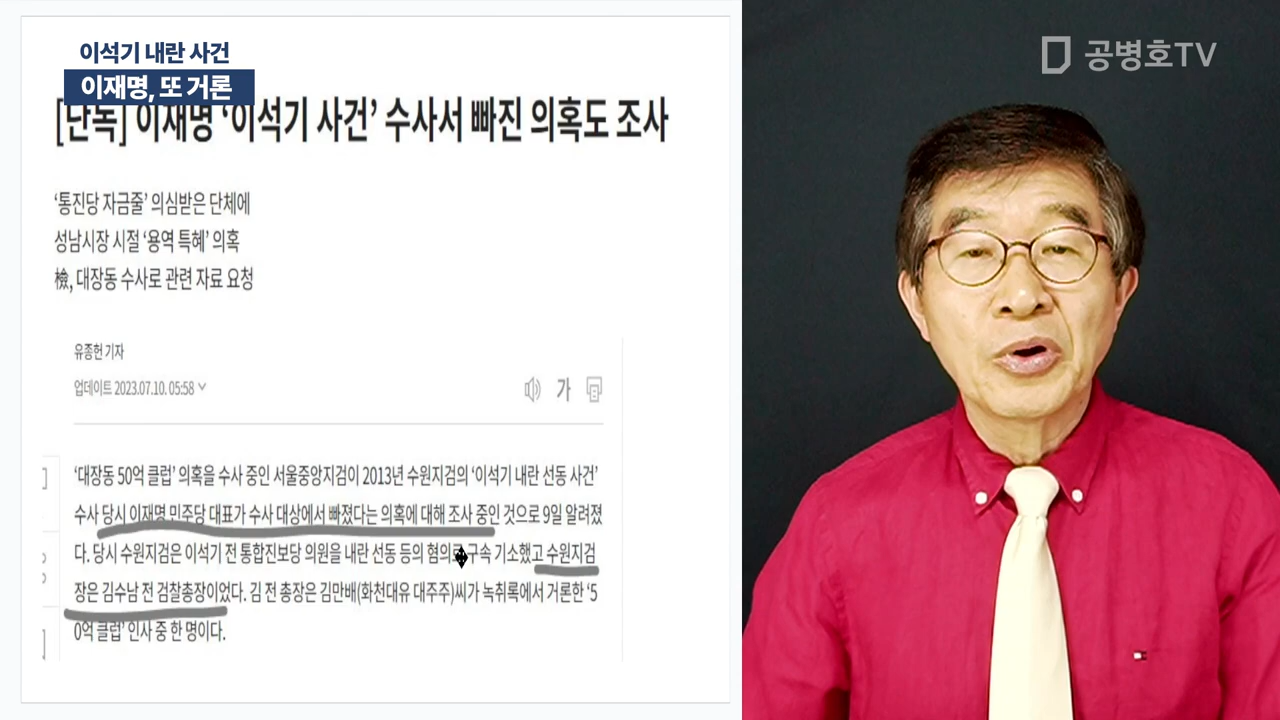 이석기 내란 사건
이재명, 또 거론
공병호TV
[단독] 이재명 ‘이석기 사건’ 수사서 빠진 의혹도 조사
‘통진당 자금줄’ 의심받은 단체에
성남시장 시절 ‘용역 특혜’ 의혹
檢, 대장동 수사로 관련 자료 요청
유종헌 기자
업데이트 2023.07.10. 05:58
가
‘대장동 50억 클럽’ 의혹을 수사 중인 서울중앙지검이 2013년 수원지검의 ‘이석기 내란 선동 사건’
수사 당시 이재명 민주당 대표가 수사 대상에서 빠졌다는 의혹에 대해 조사 중인 것으로 9일 알려졌
다. 당시 수원지검은 이석기 전 통합진보당 의원을 내란 선동 등의 혐의로 구속 기소했고 수원지검
장은 김수남 전 검찰총장이었다. 김 전 총장은 김만배(화천대유 대주주)씨가 녹취록에서 거론한 ‘5
0억 클럽’ 인사 중 한 명이다.